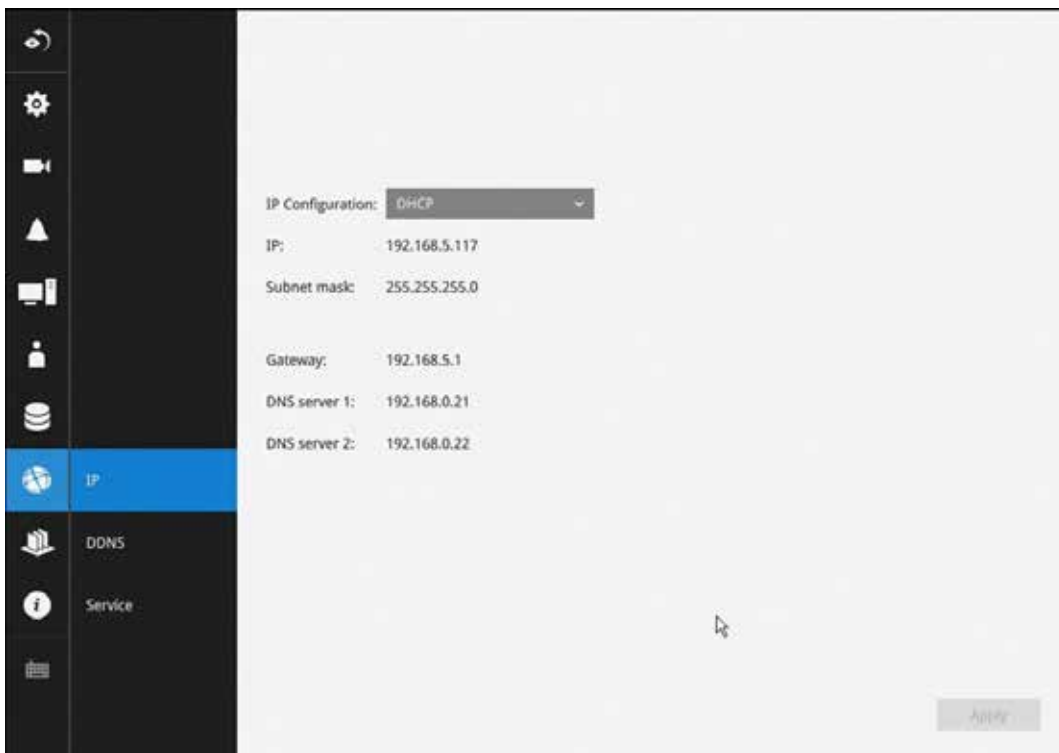 IP Configuration: DHCP
IP: 192.168.5.117
Subnet mask: 255.255.255.0
Gateway: 192.168.5.1
DNS server 1: 192.168.0.21
DNS server 2: 192.168.0.22
IP
DDNS
Service
Apply